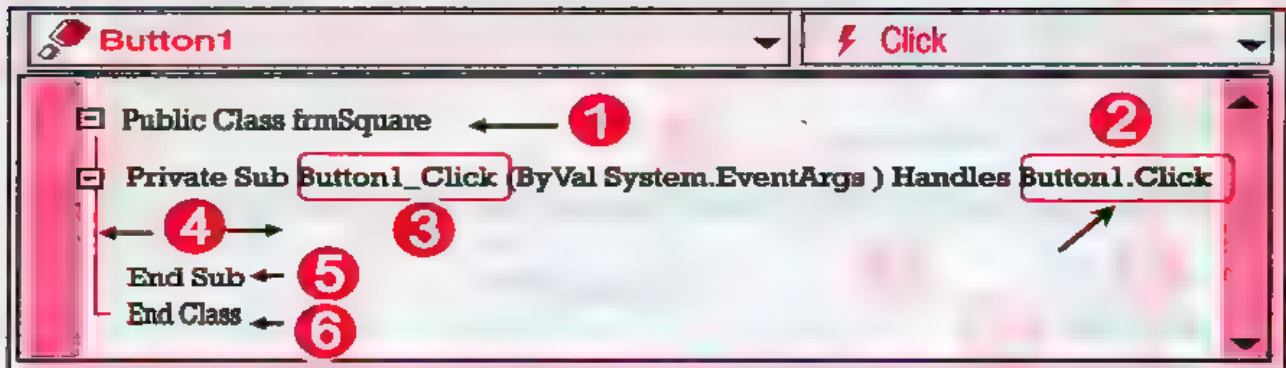 Button1 Click
Public Class frmSquare 1 2
Private Sub Button1_Click (ByVal System.EventArgs ) Handles Button1.Click
4 3
End Sub 5
End Class 6